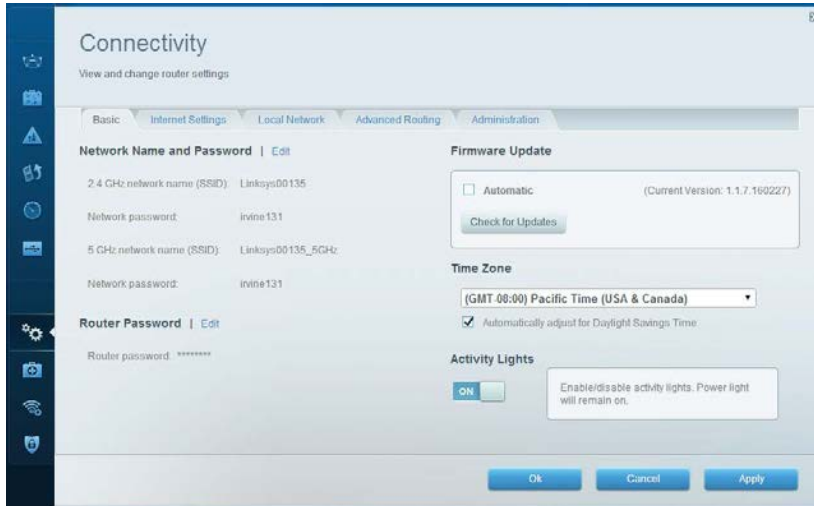 Connectivity
View and change router settings
Basic
Internet Settings
Local Network
Advanced Routing
Administration
Network Name and Password | Edit
2.4 GHz network name (SSID): Linksys00135
Network password: irvine131
5 GHz network name (SSID): Linksys00135_5GHz
Network password: irvine131
Router Password | Edit
Router password: ********
Firmware Update
Automatic (Current Version: 1.1.7.160227)
Check for Updates
Time Zone
(GMT-08:00) Pacific Time (USA & Canada)
Automatically adjust for Daylight Savings Time
Activity Lights
ON
Enable/disable activity lights. Power light
will remain on.
Ok
Cancel
Apply